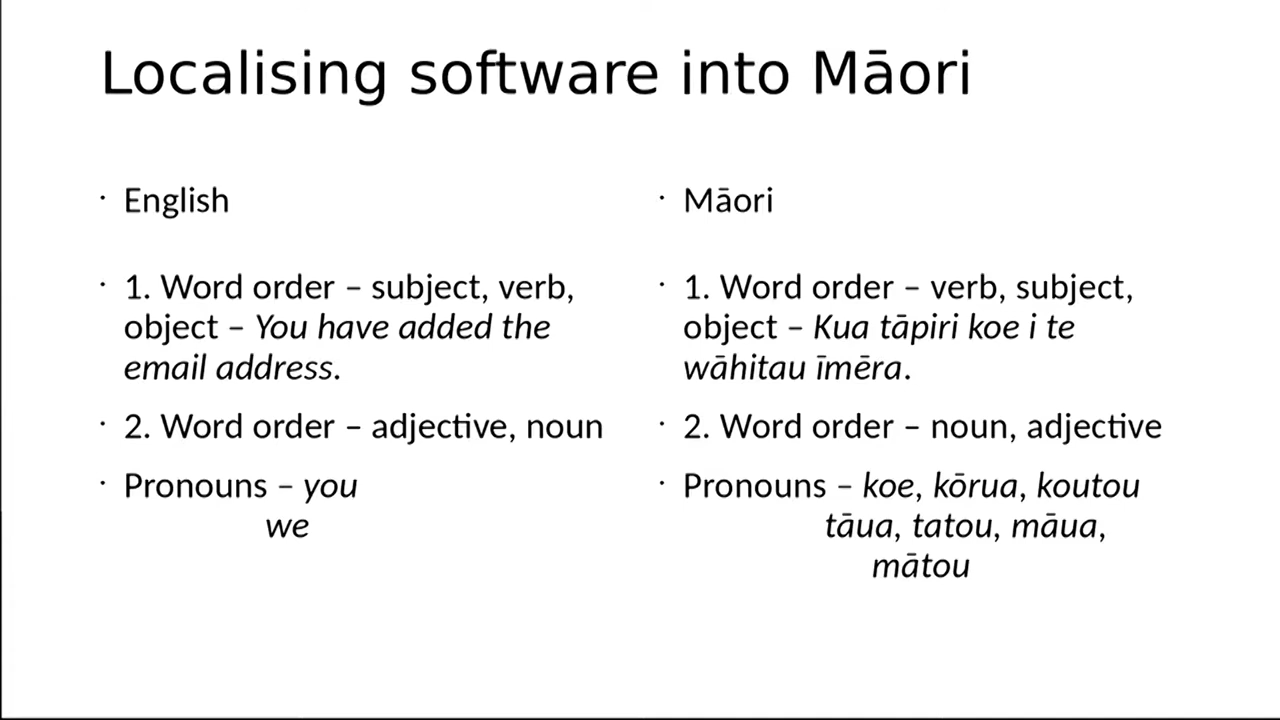 Localising software into Māori
· English
· 1. Word order – subject, verb,
object – You have added the
email address.
· 2. Word order – adjective, noun
· Pronouns – you
we
· Māori
· 1. Word order – verb, subject,
object – Kua tāpiri koe i te
wāhitau īmēra.
· 2. Word order – noun, adjective
· Pronouns – koe, kōrua, koutou
tāua, tatou, māua,
mātou